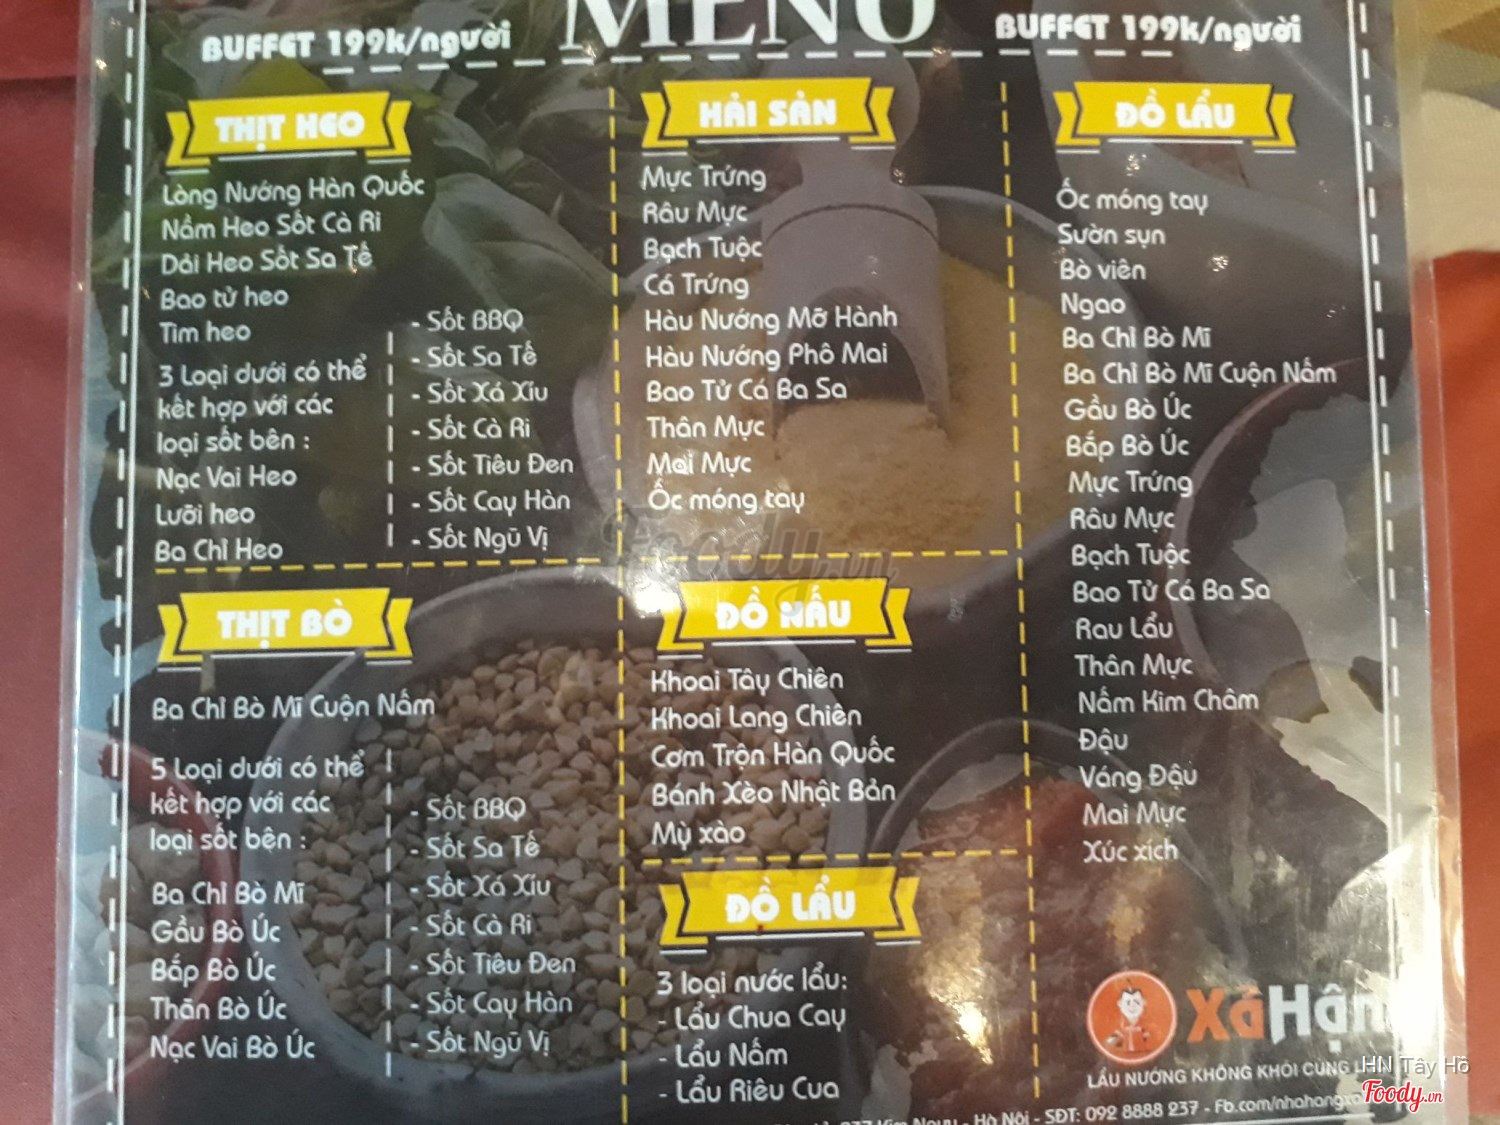 MENU
BUFFET 199k/người
BUFFET 199k/người
THỊT HEO
Lòng Nướng Hàn Quốc
Nầm Heo Sốt Cà Ri
Dải Heo Sốt Sa Tế
Bao tử heo
Tim heo
3 Loại dưới có thể
kết hợp với các
loại sốt bên :
Nạc Vai Heo
Lưỡi heo
Ba Chỉ Heo
- Sốt BBQ
- Sốt Sa Tế
- Sốt Xá Xíu
- Sốt Cà Ri
- Sốt Tiêu Đen
- Sốt Cay Hàn
- Sốt Ngũ Vị
THỊT BÒ
Ba Chỉ Bò Mĩ Cuộn Nấm
5 Loại dưới có thể
kết hợp với các
loại sốt bên :
Ba Chỉ Bò Mĩ
Gầu Bò Úc
Bắp Bò Úc
Thăn Bò Úc
Nạc Vai Bò Úc
- Sốt BBQ
- Sốt Sa Tế
- Sốt Xá Xíu
- Sốt Cà Ri
- Sốt Tiêu Đen
- Sốt Cay Hàn
- Sốt Ngũ Vị
HẢI SẢN
Mực Trứng
Râu Mực
Bạch Tuộc
Cá Trứng
Hàu Nướng Mỡ Hành
Hàu Nướng Phô Mai
Bao Tử Cá Ba Sa
Thân Mực
Mai Mực
Ốc móng tay
ĐỒ NẤU
Khoai Tây Chiên
Khoai Lang Chiên
Cơm Trộn Hàn Quốc
Bánh Xèo Nhật Bản
Mỳ xào
ĐỒ LẨU
3 loại nước lẩu:
- Lẩu Chua Cay
- Lẩu Nấm
- Lẩu Riêu Cua
ĐỒ LẨU
Ốc móng tay
Sườn sụn
Bò viên
Ngao
Ba Chỉ Bò Mĩ
Ba Chỉ Bò Mĩ Cuộn Nấm
Gầu Bò Úc
Bắp Bò Úc
Mực Trứng
Râu Mực
Bạch Tuộc
Bao Tử Cá Ba Sa
Rau Lẩu
Thân Mực
Nấm Kim Châm
Đậu
Váng Đậu
Mai Mực
Xúc xích
XáHận
LẨU NƯỚNG KHÔNG KHÓI CÙNG
- Hà Nội - SĐT: 092 8888 237 - Fb.com/nhahangxa
Foody.vn
HN Tây Hồ
Foody.vn